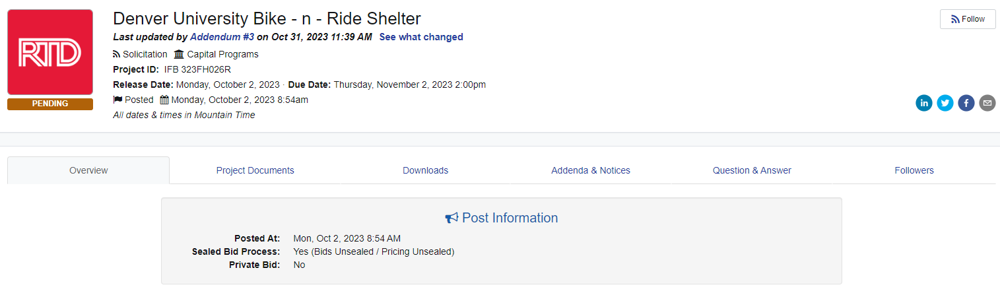 RTD
PENDING
Denver University Bike - n - Ride Shelter
Last updated by Addendum #3 on Oct 31, 2023 11:39 AM See what changed
Solicitation Capital Programs
Project ID: IFB 323FH026R
Release Date: Monday, October 2, 2023 · Due Date: Thursday, November 2, 2023 2:00pm
Posted Monday, October 2, 2023 8:54am
All dates & times in Mountain Time
Follow
Overview
Project Documents
Downloads
Addenda & Notices
Question & Answer
Followers
Post Information
Posted At: Mon, Oct 2, 2023 8:54 AM
Sealed Bid Process: Yes (Bids Unsealed / Pricing Unsealed)
Private Bid: No